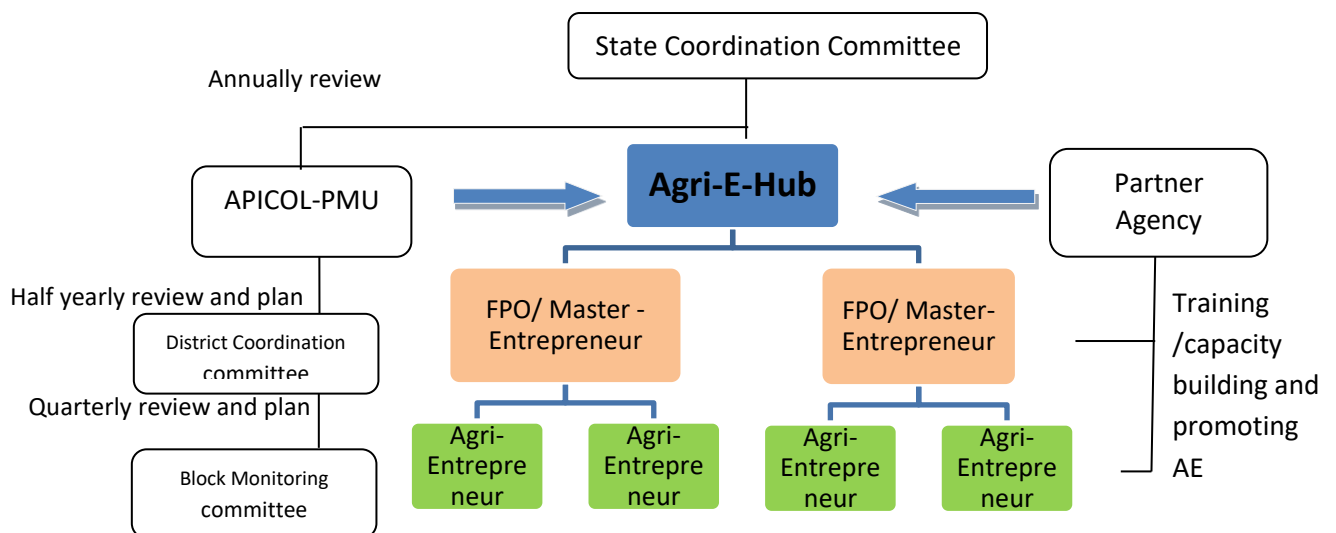 State Coordination Committee
Annually review
APICOL-PMU
Agri-E-Hub
Partner
Agency
Half yearly review and plan
District Coordination
committee
Quarterly review and plan
Block Monitoring
committee
FPO/ Master -
Entrepreneur
FPO/ Master-
Entrepreneur
Agri-
Entrepre
neur
Agri-
Entrepre
neur
Agri-
Entrepre
neur
Agri-
Entrepre
neur
Training
/capacity
building and
promoting
AE